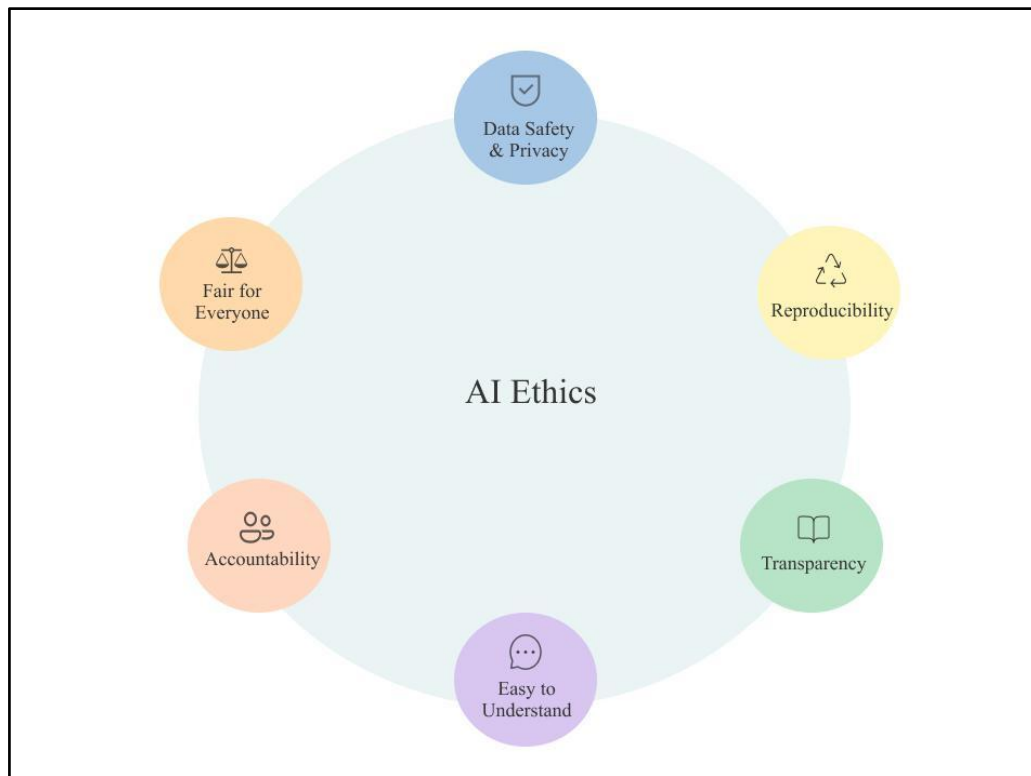 Data Safety
& Privacy
Fair for
Everyone
Reproducibility
AI Ethics
Accountability
Transparency
Easy to
Understand